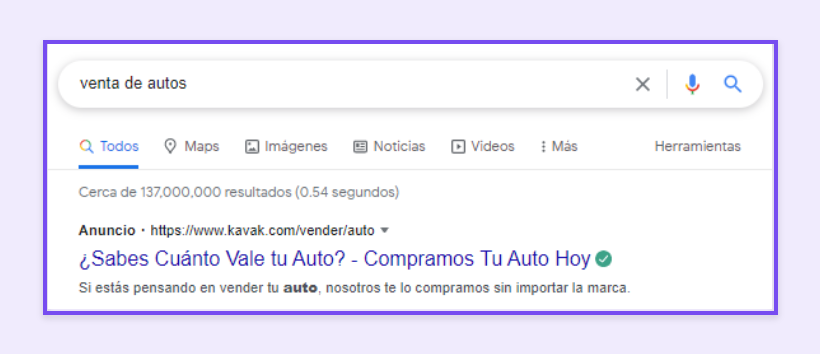 venta de autos
Todos Maps Imágenes Noticias Videos Más Herramientas
Cerca de 137,000,000 resultados (0.54 segundos)
Anuncio · https://www.kavak.com/vender/auto
¿Sabes Cuánto Vale tu Auto? - Compramos Tu Auto Hoy
Si estás pensando en vender tu auto, nosotros te lo compramos sin importar la marca.